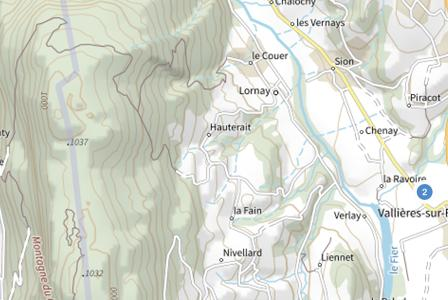 Chalochy
les Vernays
le Couer
Sion
Lornay
1000
Piracot
Hauterait
Chenay
1037
nty
la Ravoire
2
la Fain
Vallières-sur-
Verlay
le Fier
Montagne du
Nivellard
Liennet
1032